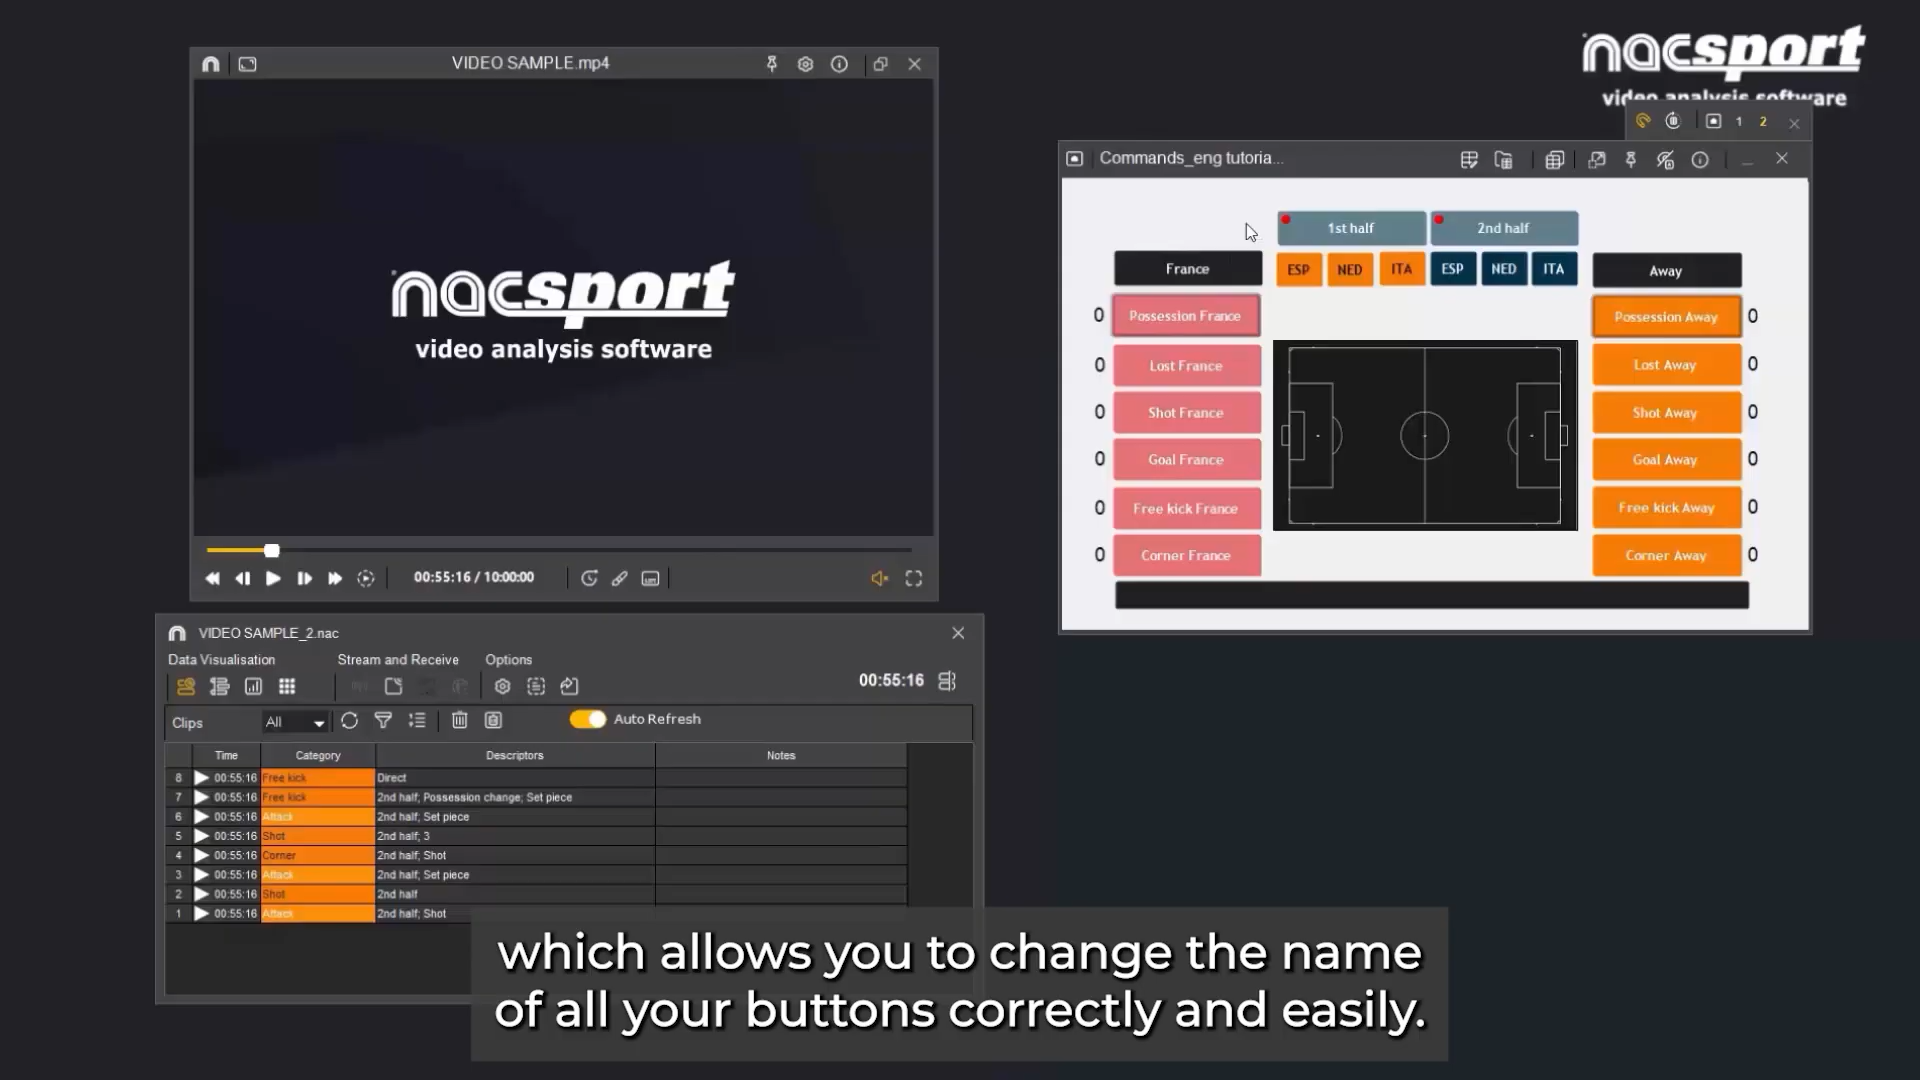 VIDEO SAMPLE.mp4
nacsport
video analysis software
00:55:16 / 10:00:00
nacsport
video analysis software
1 2
Commands_eng tutoria...
1st half 2nd half
France ESP NED ITA ESP NED ITA Away
0 Possession France Possession Away 0
0 Lost France Lost Away 0
0 Shot France Shot Away 0
0 Goal France Goal Away 0
0 Free kick France Free kick Away 0
0 Corner France Corner Away 0
VIDEO SAMPLE_2.nac
Data Visualisation Stream and Receive Options
00:55:16
Clips All Auto Refresh
Time Category Descriptors Notes
8 00:55:16 Free kick Direct
7 00:55:16 Free kick 2nd half; Possession change; Set piece
6 00:55:16 Attack 2nd half; Set piece
5 00:55:16 Shot 2nd half; 3
4 00:55:16 Corner 2nd half; Shot
3 00:55:16 Attack 2nd half; Set piece
2 00:55:16 Shot 2nd half
1 00:55:16 Attack 2nd half; Shot
which allows you to change the name
of all your buttons correctly and easily.